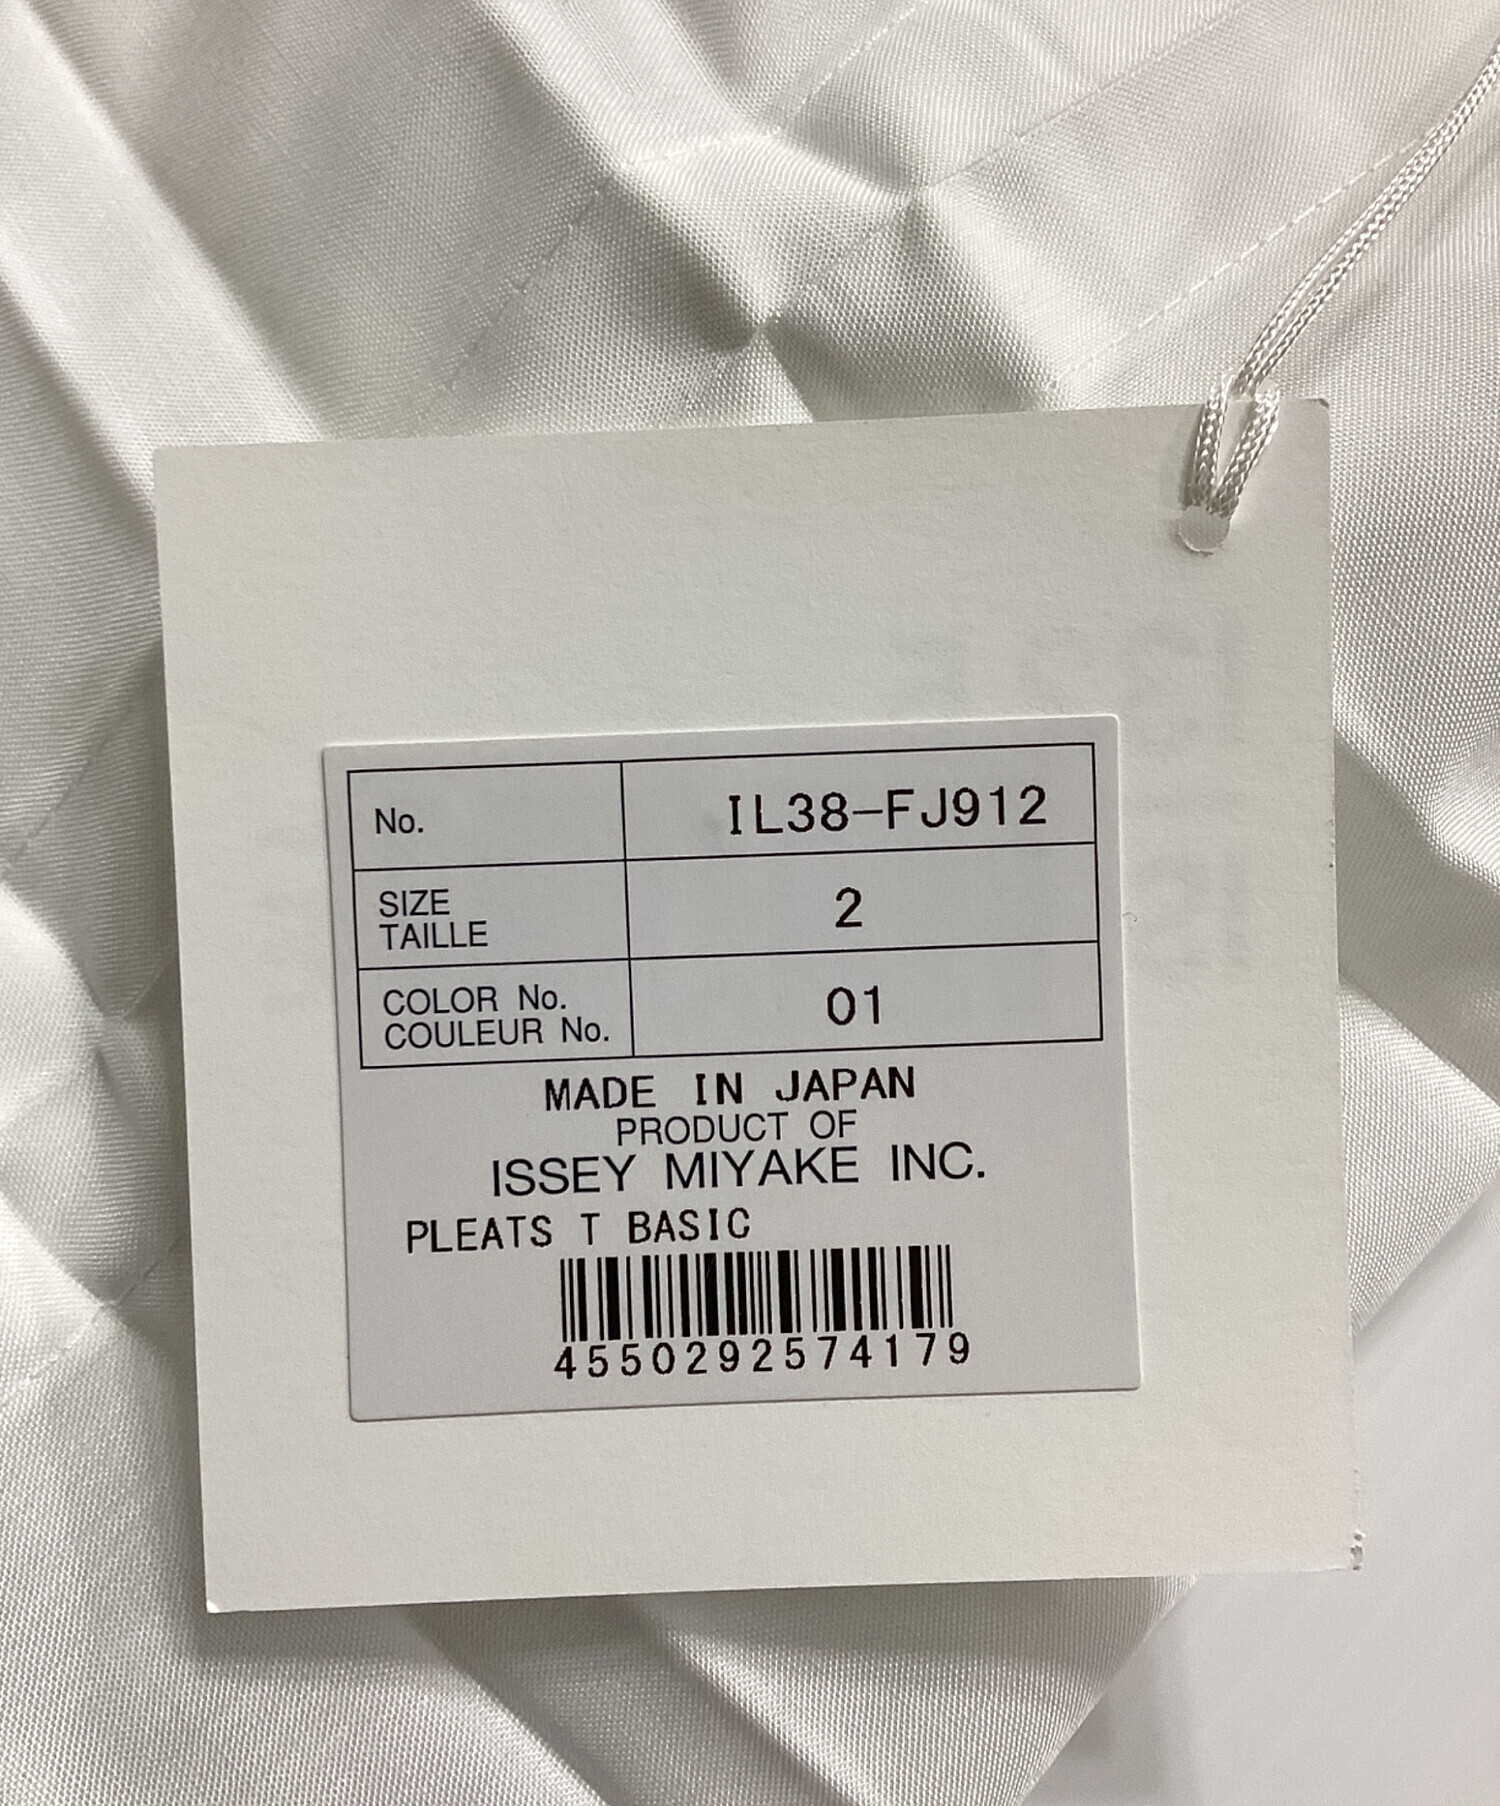 No. IL38-FJ912
SIZE
TAILLE
2
COLOR No.
COULEUR No.
01
MADE IN JAPAN
PRODUCT OF
ISSEY MIYAKE INC.
PLEATS T BASIC
4550292574179